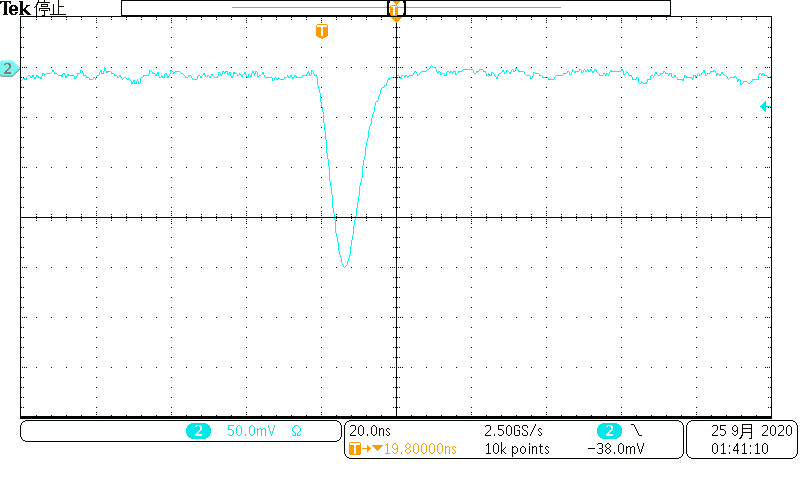 Tek 停止
T
T
2
2 50.0mV Ω
20.0ns 2.50GS/s 2
T→▼19.80000ns 10k points −38.0mV
25 9月 2020
01:41:10